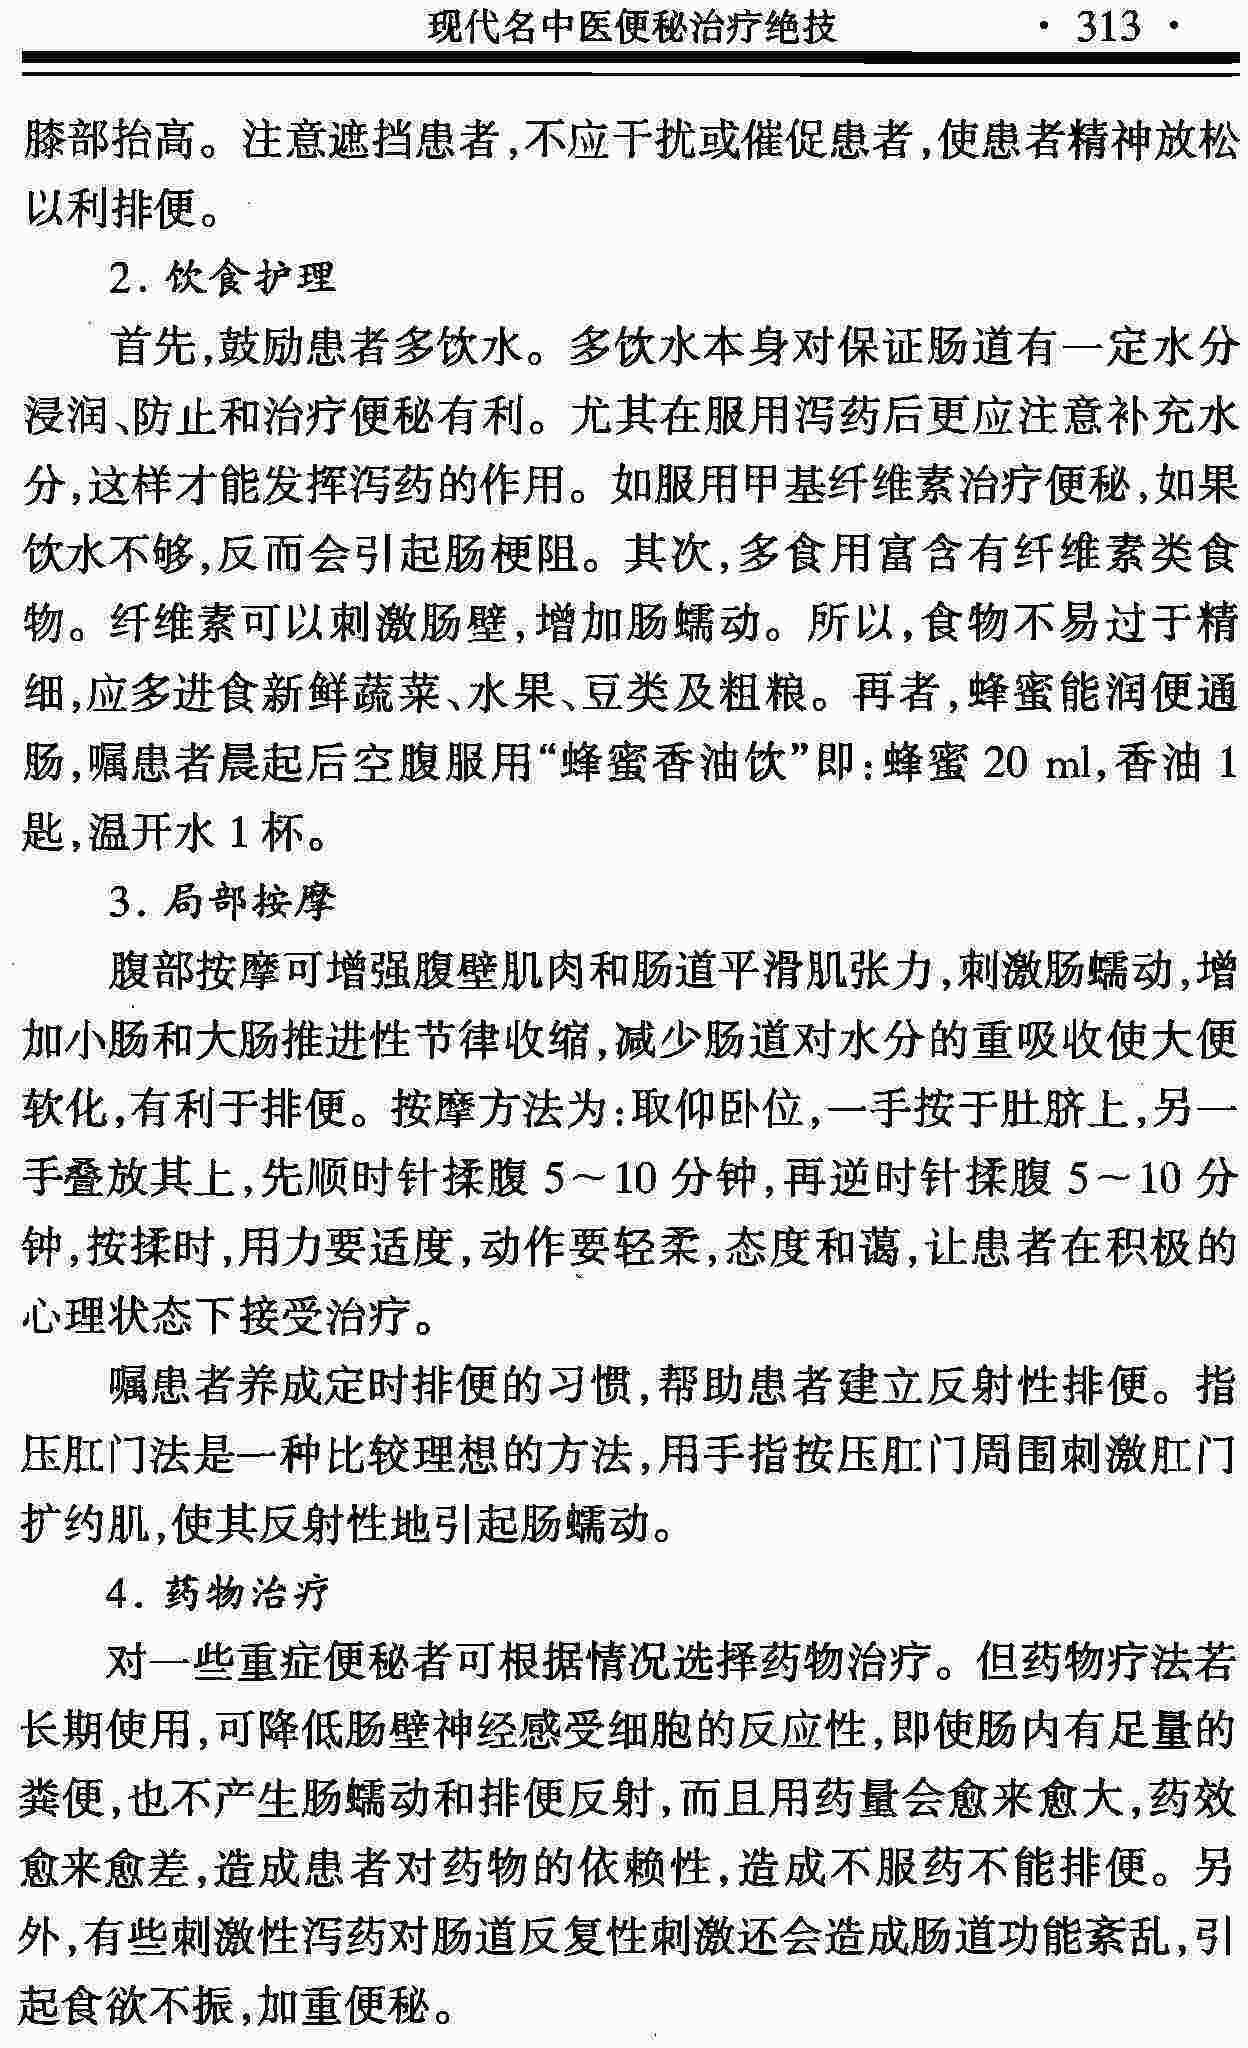 现代名中医便秘治疗绝技 · 313 ·
膝部抬高。注意遮挡患者,不应干扰或催促患者,使患者精神放松
以利排便。
2. 饮食护理
首先,鼓励患者多饮水。多饮水本身对保证肠道有一定水分
浸润、防止和治疗便秘有利。尤其在服用泻药后更应注意补充水
分,这样才能发挥泻药的作用。如服用甲基纤维素治疗便秘,如果
饮水不够,反而会引起肠梗阻。其次,多食用富含有纤维素类食
物。纤维素可以刺激肠壁,增加肠蠕动。所以,食物不易过于精
细,应多进食新鲜蔬菜、水果、豆类及粗粮。再者,蜂蜜能润便通
肠,嘱患者晨起后空腹服用“蜂蜜香油饮”即:蜂蜜 20 ml,香油 1
匙,温开水 1 杯。
3. 局部按摩
腹部按摩可增强腹壁肌肉和肠道平滑肌张力,刺激肠蠕动,增
加小肠和大肠推进性节律收缩,减少肠道对水分的重吸收使大便
软化,有利于排便。按摩方法为:取仰卧位,一手按于肚脐上,另一
手叠放其上,先顺时针揉腹 5～10 分钟,再逆时针揉腹 5～10 分
钟,按揉时,用力要适度,动作要轻柔,态度和蔼,让患者在积极的
心理状态下接受治疗。
嘱患者养成定时排便的习惯,帮助患者建立反射性排便。指
压肛门法是一种比较理想的方法,用手指按压肛门周围刺激肛门
扩约肌,使其反射性地引起肠蠕动。
4. 药物治疗
对一些重症便秘者可根据情况选择药物治疗。但药物疗法若
长期使用,可降低肠壁神经感受细胞的反应性,即使肠内有足量的
粪便,也不产生肠蠕动和排便反射,而且用药量会愈来愈大,药效
愈来愈差,造成患者对药物的依赖性,造成不服药不能排便。另
外,有些刺激性泻药对肠道反复性刺激还会造成肠道功能紊乱,引
起食欲不振,加重便秘。